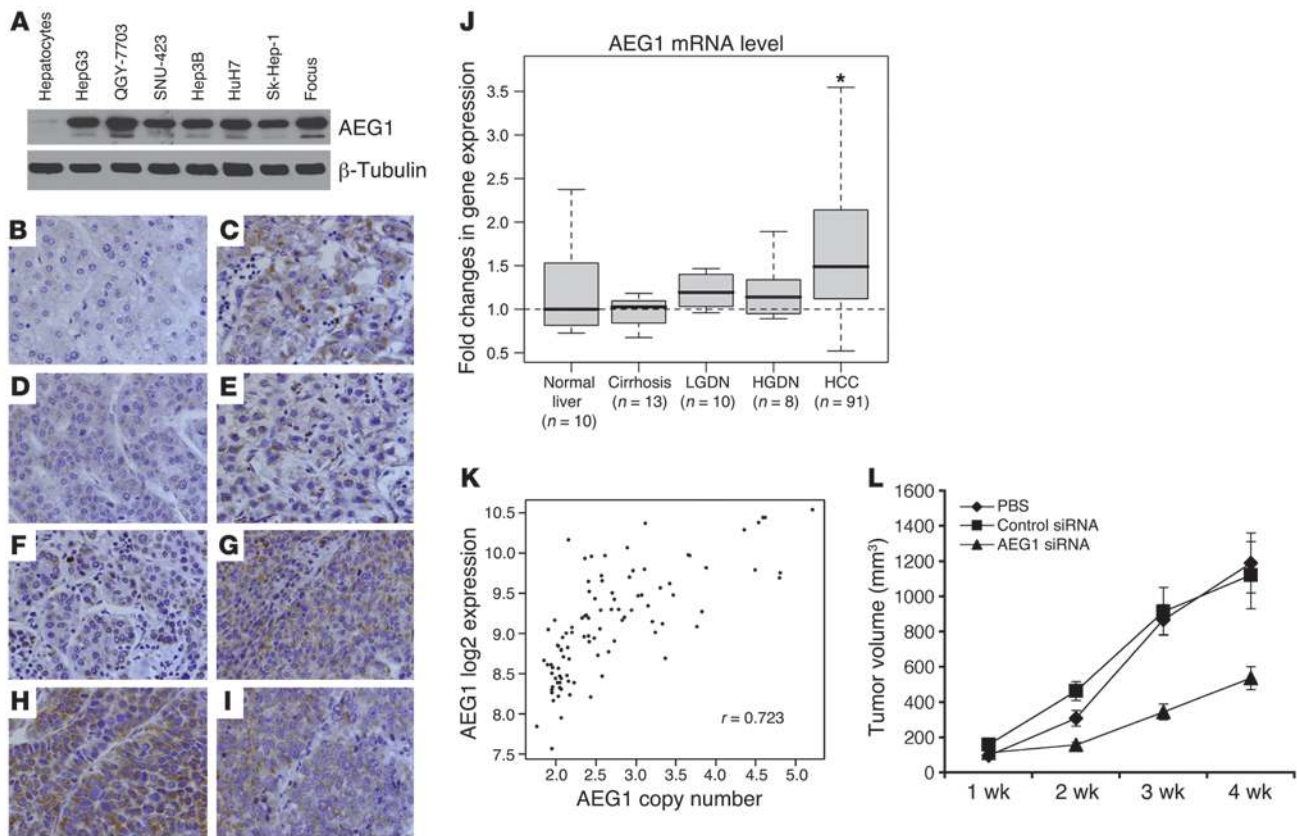 A
Hepatocytes
HepG3
QGY-7703
SNU-423
Hep3B
HuH7
Sk-Hep-1
Focus
AEG1
β-Tubulin
B
C
D
E
F
G
H
I
J
AEG1 mRNA level
Fold changes in gene expression
3.5
3.0
2.5
2.0
1.5
1.0
0.5
*
Normal
liver
(n = 10)
Cirrhosis
(n = 13)
LGDN
(n = 10)
HGDN
(n = 8)
HCC
(n = 91)
K
AEG1 log2 expression
10.5
10.0
9.5
9.0
8.5
8.0
7.5
r = 0.723
2.0 2.5 3.0 3.5 4.0 4.5 5.0
AEG1 copy number
L
Tumor volume (mm³)
1600
1400
1200
1000
800
600
400
200
0
PBS
Control siRNA
AEG1 siRNA
1 wk 2 wk 3 wk 4 wk